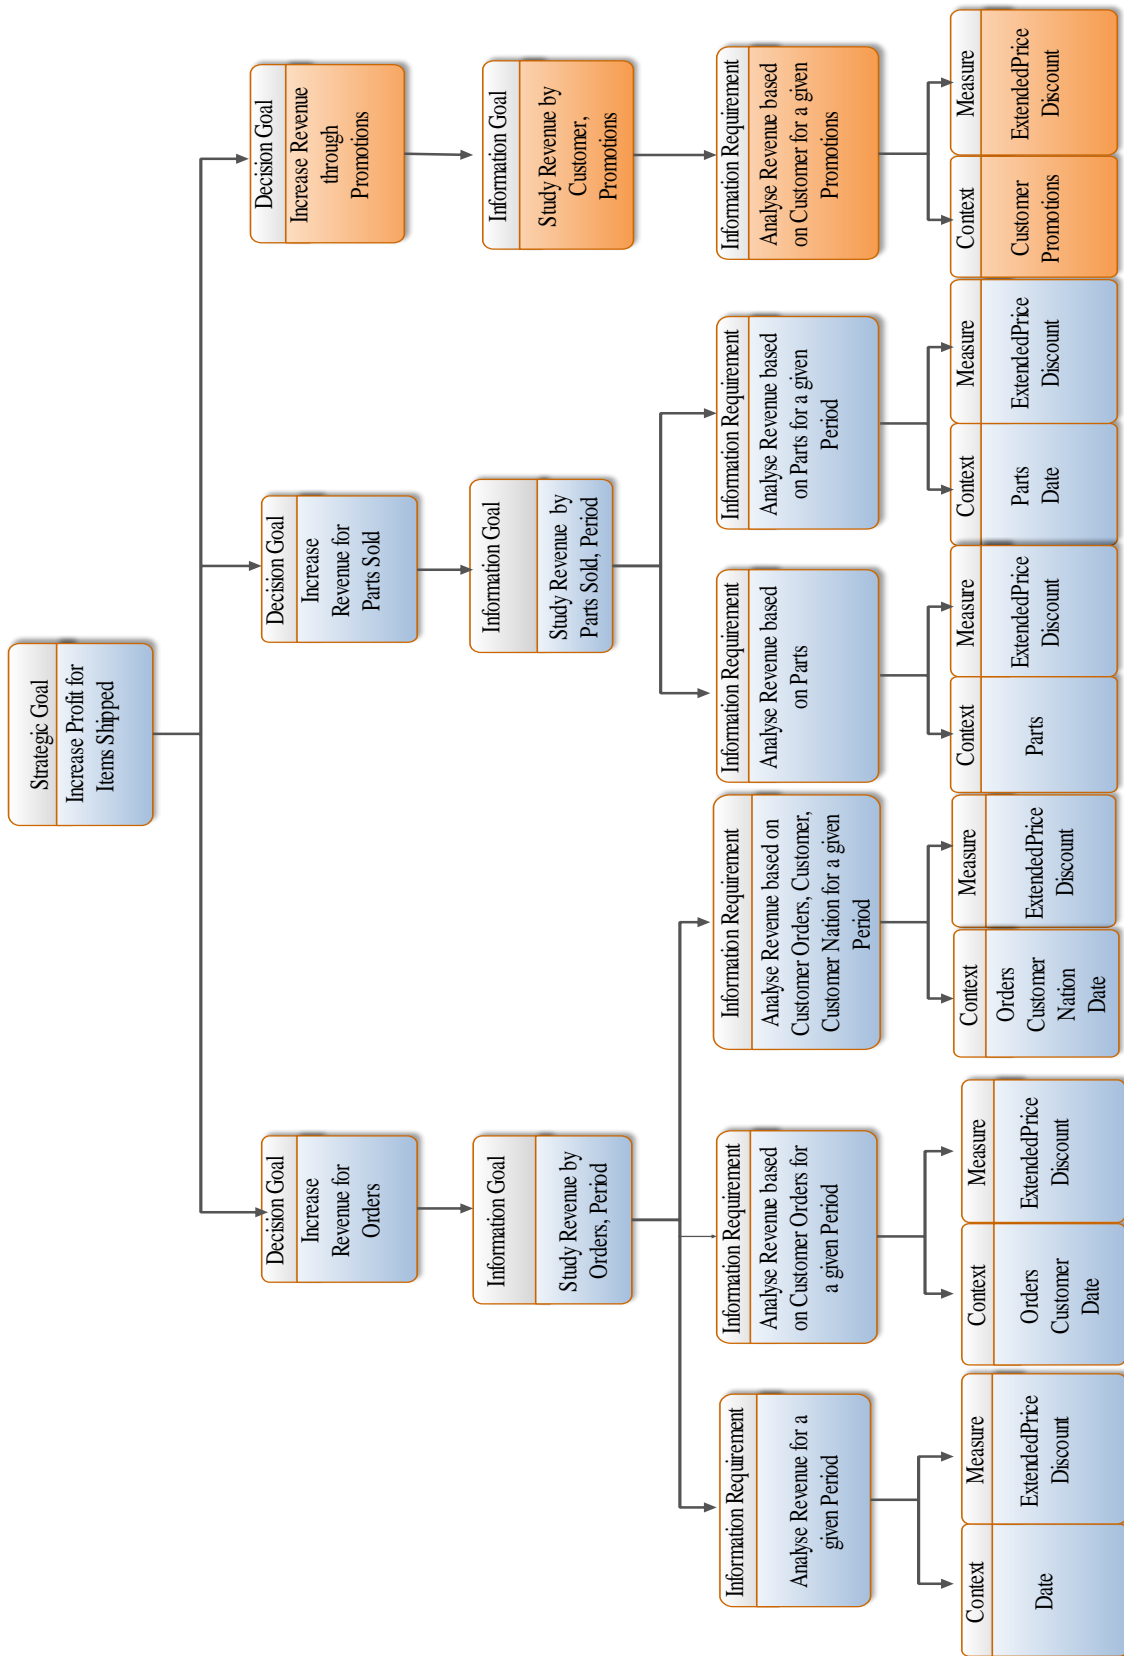 Strategic Goal
Increase Profit for
Items Shipped
Decision Goal
Increase
Revenue for
Orders
Decision Goal
Increase
Revenue for
Parts Sold
Decision Goal
Increase Revenue
through
Promotions
Information Goal
Study Revenue by
Orders, Period
Information Goal
Study Revenue by
Parts Sold, Period
Information Goal
Study Revenue by
Customer,
Promotions
Information Requirement
Analyse Revenue for a
given Period
Information Requirement
Analyse Revenue based
on Customer Orders for
a given Period
Information Requirement
Analyse Revenue based on
Customer Orders, Customer,
Customer Nation for a given
Period
Information Requirement
Analyse Revenue based
on Parts
Information Requirement
Analyse Revenue based
on Parts for a given
Period
Information Requirement
Analyse Revenue based
on Customer for a given
Promotions
Context
Date
Measure
ExtendedPrice
Discount
Context
Orders
Customer
Date
Measure
ExtendedPrice
Discount
Context
Orders
Customer
Nation
Date
Measure
ExtendedPrice
Discount
Context
Parts
Measure
ExtendedPrice
Discount
Context
Parts
Date
Measure
ExtendedPrice
Discount
Context
Customer
Promotions
Measure
ExtendedPrice
Discount